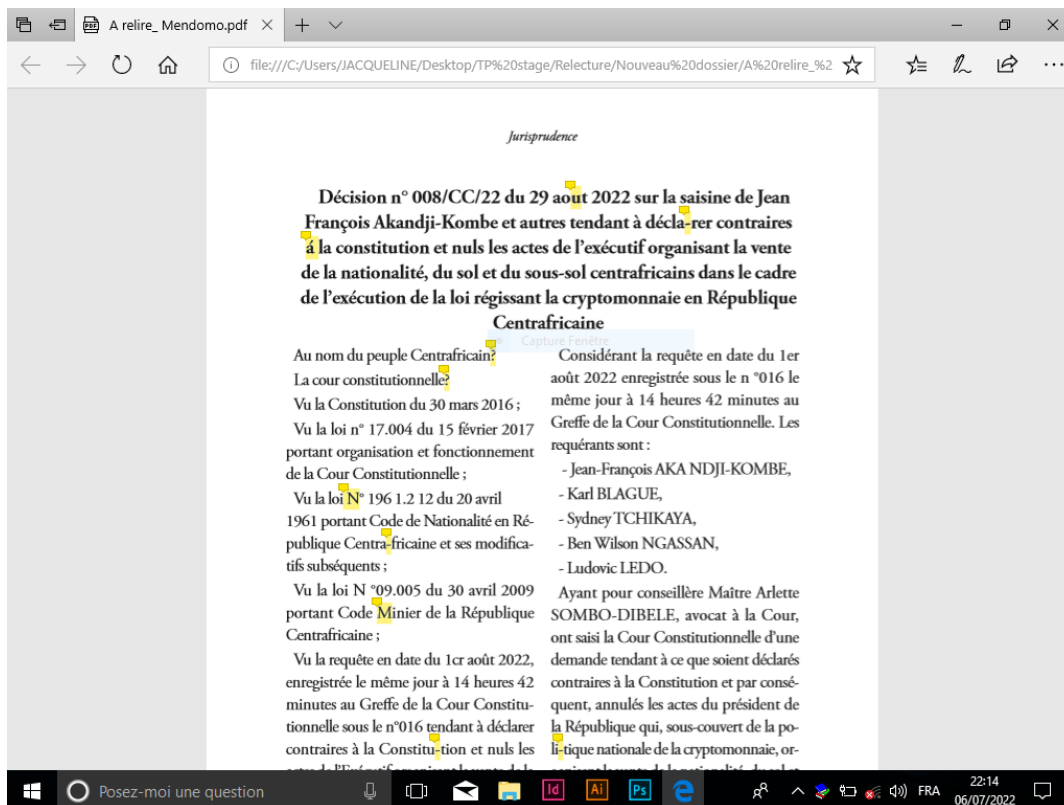 A relire_ Mendomo.pdf
file:///C:/Users/JACQUELINE/Desktop/TP%20stage/Relecture/Nouveau%20dossier/A%20relire_%2
Jurisprudence
Décision n° 008/CC/22 du 29 aout 2022 sur la saisine de Jean
François Akandji-Kombe et autres tendant à décla-rer contraires
á la constitution et nuls les actes de l'exécutif organisant la vente
de la nationalité, du sol et du sous-sol centrafricains dans le cadre
de l'exécution de la loi régissant la cryptomonnaie en République
Centrafricaine
Capture Fenêtre
Au nom du peuple Centrafricain?
La cour constitutionnelle?
Vu la Constitution du 30 mars 2016 ;
Vu la loi n° 17.004 du 15 février 2017
portant organisation et fonctionnement
de la Cour Constitutionnelle ;
Vu la loi N° 196 1.2 12 du 20 avril
1961 portant Code de Nationalité en Ré-
publique Centra-fricaine et ses modifica-
tifs subséquents ;
Vu la loi N °09.005 du 30 avril 2009
portant Code Minier de la République
Centrafricaine ;
Vu la requête en date du 1cr août 2022,
enregistrée le même jour à 14 heures 42
minutes au Greffe de la Cour Constitu-
tionnelle sous le n°016 tendant à déclarer
contraires à la Constitu-tion et nuls les
Considérant la requête en date du 1er
août 2022 enregistrée sous le n °016 le
même jour à 14 heures 42 minutes au
Greffe de la Cour Constitutionnelle. Les
requérants sont :
- Jean-François AKA NDJI-KOMBE,
- Karl BLAGUE,
- Sydney TCHIKAYA,
- Ben Wilson NGASSAN,
- Ludovic LEDO.
Ayant pour conseillère Maître Arlette
SOMBO-DIBELE, avocat à la Cour,
ont saisi la Cour Constitutionnelle d'une
demande tendant à ce que soient déclarés
contraires à la Constitution et par consé-
quent, annulés les actes du président de
la République qui, sous-couvert de la po-
li-tique nationale de la cryptomonnaie, or-
Posez-moi une question
Id
Ai
Ps
FRA
22:14
06/07/2022